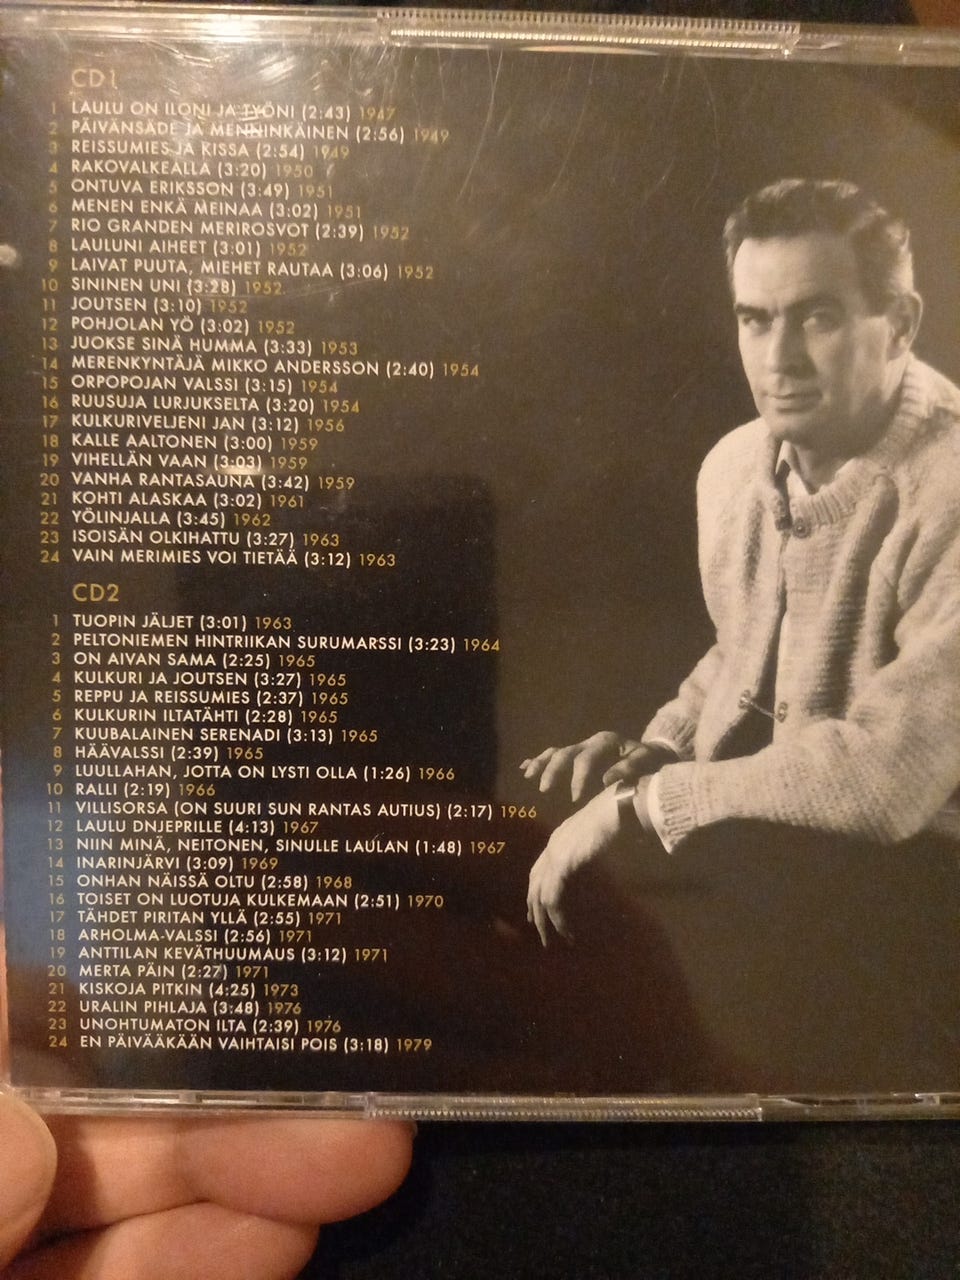 CD1
1 LAULU ON ILONI JA TYÖNI (2:43) 1947
2 PÄIVÄNSÄDE JA MENNINKÄINEN (2:56) 1949
3 REISSUMIES JA KISSA (2:54) 1949
4 RAKOVALKEALLA (3:20) 1950
5 ONTUVA ERIKSSON (3:49) 1951
6 MENEN ENKÄ MEINAA (3:02) 1951
7 RIO GRANDEN MERIROSVOT (2:39) 1952
8 LAULUNI AIHEET (3:01) 1952
9 LAIVAT PUUTA, MIEHET RAUTAA (3:06) 1952
10 SININEN UNI (3:28) 1952
11 JOUTSEN (3:10) 1952
12 POHJOLAN YÖ (3:02) 1952
13 JUOKSE SINÄ HUMMA (3:33) 1953
14 MERENKYNTÄJÄ MIKKO ANDERSSON (2:40) 1954
15 ORPOPOJAN VALSSI (3:15) 1954
16 RUUSUJA LURJUKSELTA (3:20) 1954
17 KULKURIVELJENI JAN (3:12) 1956
18 KALLE AALTONEN (3:00) 1959
19 VIHELLÄN VAAN (3:03) 1959
20 VANHA RANTASAUNA (3:42) 1959
21 KOHTI ALASKAA (3:02) 1961
22 YÖLINJALLA (3:45) 1962
23 ISOISÄN OLKIHATTU (3:27) 1963
24 VAIN MERIMIES VOI TIETÄÄ (3:12) 1963
CD2
1 TUOPIN JÄLJET (3:01) 1963
2 PELTONIEMEN HINTRIIKAN SURUMARSSI (3:23) 1964
3 ON AIVAN SAMA (2:25) 1965
4 KULKURI JA JOUTSEN (3:27) 1965
5 REPPU JA REISSUMIES (2:37) 1965
6 KULKURIN ILTATÄHTI (2:28) 1965
7 KUUBALAINEN SERENADI (3:13) 1965
8 HÄÄVALSSI (2:39) 1965
9 LUULLAHAN, JOTTA ON LYSTI OLLA (1:26) 1966
10 RALLI (2:19) 1966
11 VILLISORSA (ON SUURI SUN RANTAS AUTIUS) (2:17) 1966
12 LAULU DNJEPRILLE (4:13) 1967
13 NIIN MINÄ, NEITONEN, SINULLE LAULAN (1:48) 1967
14 INARINJÄRVI (3:09) 1969
15 ONHAN NÄISSÄ OLTU (2:58) 1968
16 TOISET ON LUOTUJA KULKEMAAN (2:51) 1970
17 TÄHDET PIRITAN YLLÄ (2:55) 1971
18 ARHOLMA-VALSSI (2:56) 1971
19 ANTTILAN KEVÄTHUUMAUS (3:12) 1971
20 MERTA PÄIN (2:27) 1971
21 KISKOJA PITKIN (4:25) 1973
22 URALIN PIHLAJA (3:48) 1976
23 UNOHTUMATON ILTA (2:39) 1976
24 EN PÄIVÄÄKÄÄN VAIHTAISI POIS (3:18) 1979